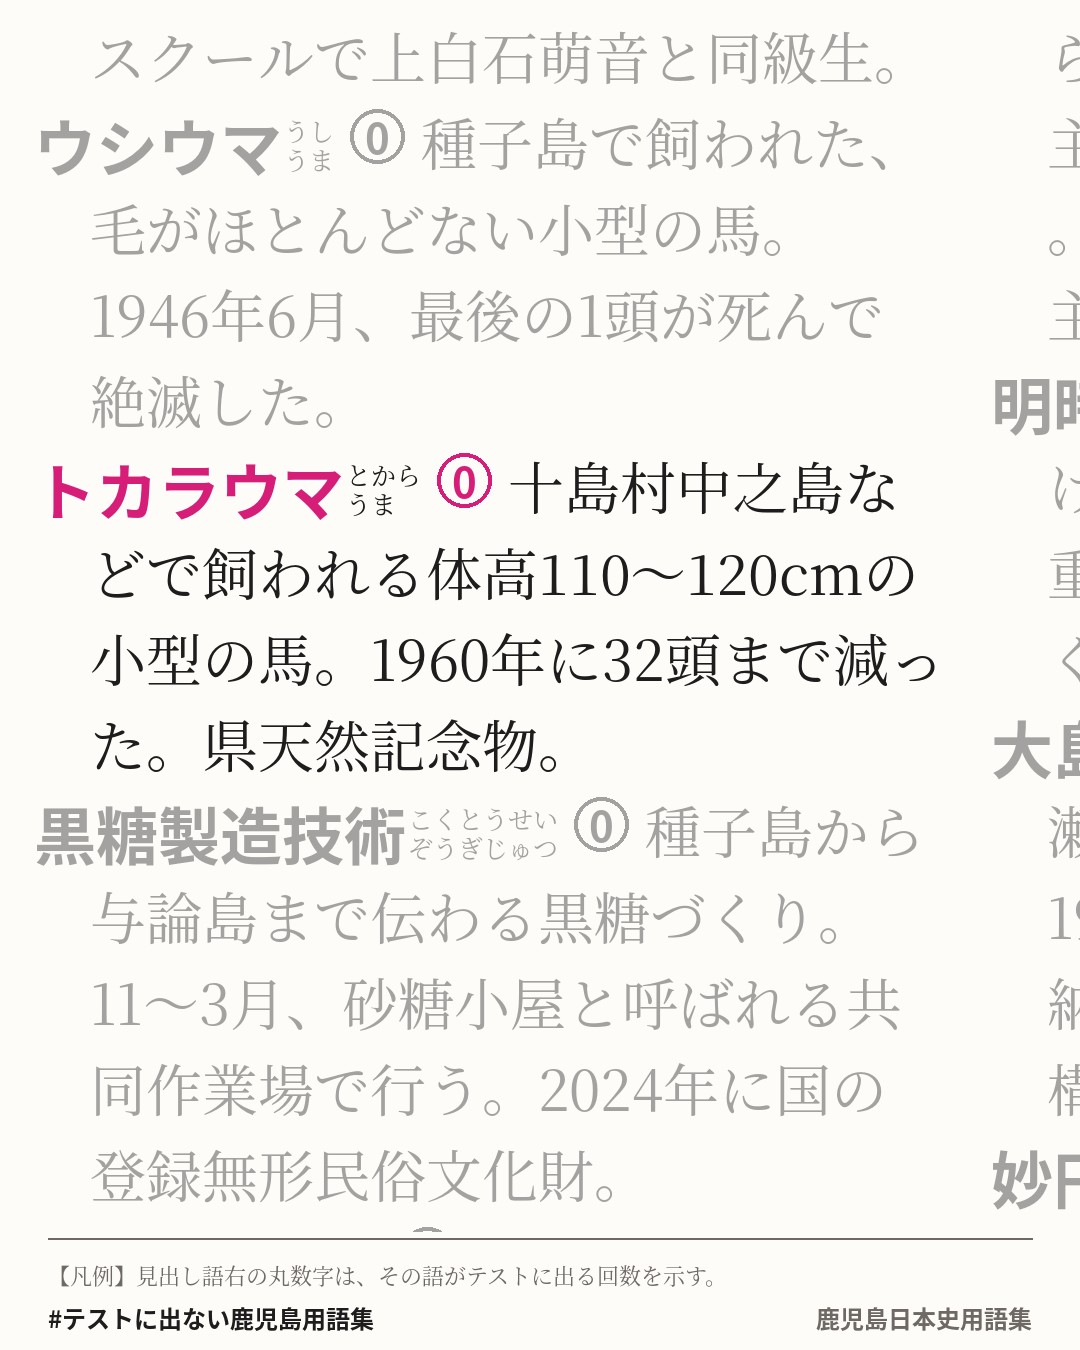 スクールで上白石萌音と同級生。
ウシウマ うしうま ⓪ 種子島で飼われた、
毛がほとんどない小型の馬。
1946年6月、最後の1頭が死んで
絶滅した。
トカラウマ とからうま ⓪ 十島村中之島な
どで飼われる体高110〜120cmの
小型の馬。1960年に32頭まで減っ
た。県天然記念物。
黒糖製造技術 こくとうせいぞうぎじゅつ ⓪ 種子島から
与論島まで伝わる黒糖づくり。
11〜3月、砂糖小屋と呼ばれる共
同作業場で行う。2024年に国の
登録無形民俗文化財。
ら
主
。
主
明
重
く
大
瀬
19
妙
【凡例】見出し語右の丸数字は、その語がテストに出る回数を示す。
#テストに出ない鹿児島用語集
鹿児島日本史用語集